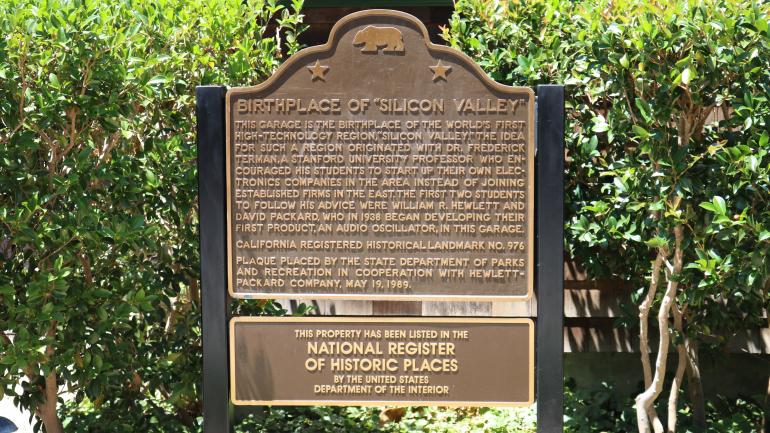 BIRTHPLACE OF "SILICON VALLEY"
THIS GARAGE IS THE BIRTHPLACE OF THE WORLD'S FIRST
HIGH-TECHNOLOGY REGION, "SILICON VALLEY." THE IDEA
FOR SUCH A REGION ORIGINATED WITH DR. FREDERICK
TERMAN, A STANFORD UNIVERSITY PROFESSOR WHO EN-
COURAGED HIS STUDENTS TO START UP THEIR OWN ELEC-
TRONICS COMPANIES IN THE AREA INSTEAD OF JOINING
ESTABLISHED FIRMS IN THE EAST. THE FIRST TWO STUDENTS
TO FOLLOW HIS ADVICE WERE WILLIAM R. HEWLETT AND
DAVID PACKARD, WHO IN 1938 BEGAN DEVELOPING THEIR
FIRST PRODUCT, AN AUDIO OSCILLATOR, IN THIS GARAGE.
CALIFORNIA REGISTERED HISTORICAL LANDMARK NO. 976
PLAQUE PLACED BY THE STATE DEPARTMENT OF PARKS
AND RECREATION IN COOPERATION WITH HEWLETT-
PACKARD COMPANY, MAY 19, 1989.
THIS PROPERTY HAS BEEN LISTED IN THE
NATIONAL REGISTER
OF HISTORIC PLACES
BY THE UNITED STATES
DEPARTMENT OF THE INTERIOR